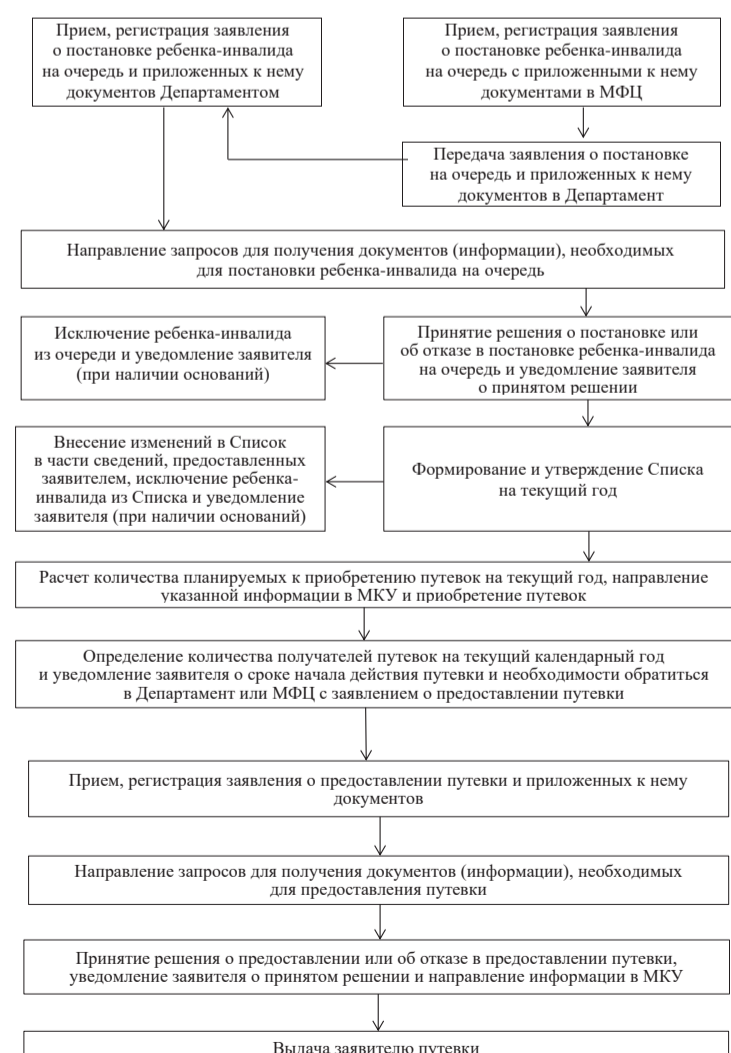 Прием, регистрация заявления
о постановке ребенка-инвалида
на очередь и приложенных к нему
документов Департаментом
Прием, регистрация заявления
о постановке ребенка-инвалида
на очередь с приложенными к нему
документами в МФЦ
Передача заявления о постановке
на очередь и приложенных к нему
документов в Департамент
Направление запросов для получения документов (информации), необходимых
для постановки ребенка-инвалида на очередь
Исключение ребенка-инвалида
из очереди и уведомление заявителя
(при наличии оснований)
Принятие решения о постановке или
об отказе в постановке ребенка-инвалида
на очередь и уведомление заявителя
о принятом решении
Внесение изменений в Список
в части сведений, предоставленных
заявителем, исключение ребенка-
инвалида из Списка и уведомление
заявителя (при наличии оснований)
Формирование и утверждение Списка
на текущий год
Расчет количества планируемых к приобретению путевок на текущий год, направление
указанной информации в МКУ и приобретение путевок
Определение количества получателей путевок на текущий календарный год
и уведомление заявителя о сроке начала действия путевки и необходимости обратиться
в Департамент или МФЦ с заявлением о предоставлении путевки
Прием, регистрация заявления о предоставлении путевки и приложенных к нему
документов
Направление запросов для получения документов (информации), необходимых
для предоставления путевки
Принятие решения о предоставлении или об отказе в предоставлении путевки,
уведомление заявителя о принятом решении и направление информации в МКУ
Выдача заявителю путевки